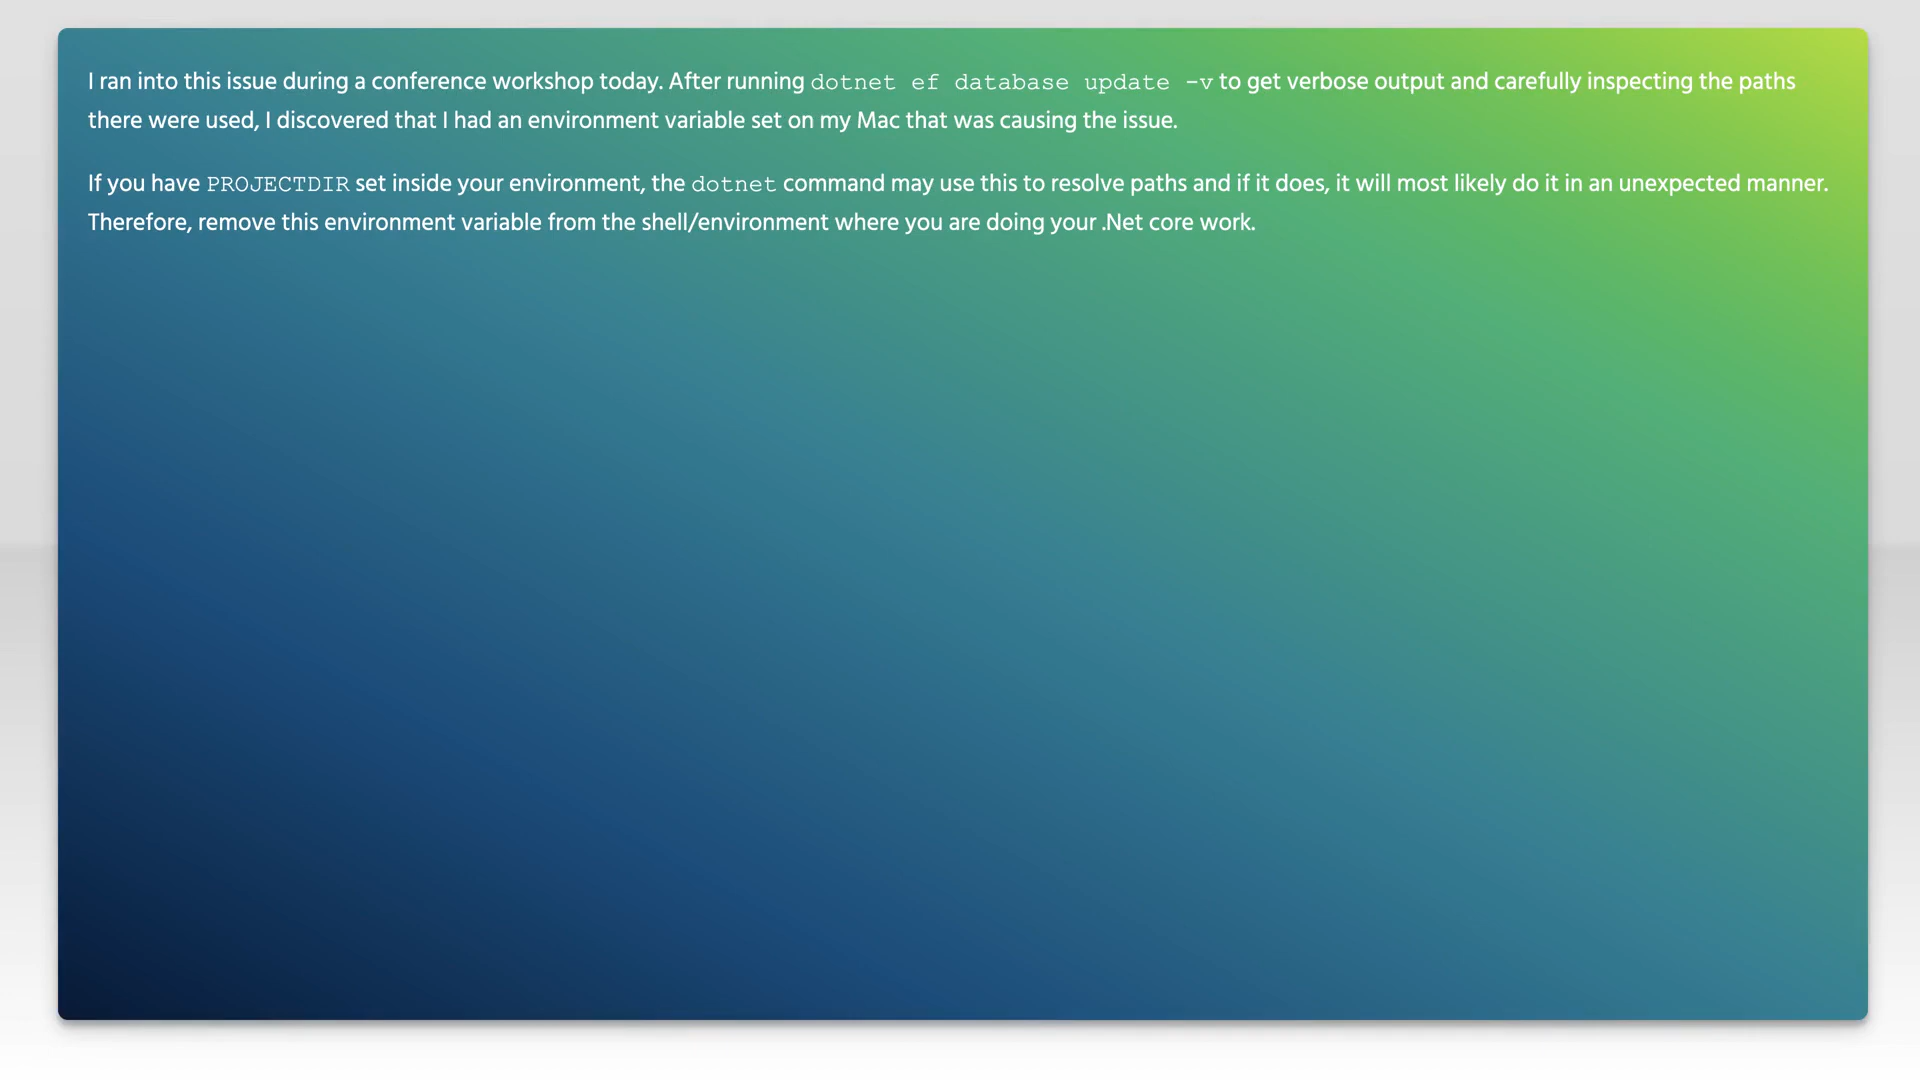 I ran into this issue during a conference workshop today. After running dotnet ef database update -v to get verbose output and carefully inspecting the paths
there were used, I discovered that I had an environment variable set on my Mac that was causing the issue.
If you have PROJECTDIR set inside your environment, the dotnet command may use this to resolve paths and if it does, it will most likely do it in an unexpected manner.
Therefore, remove this environment variable from the shell/environment where you are doing your .Net core work.